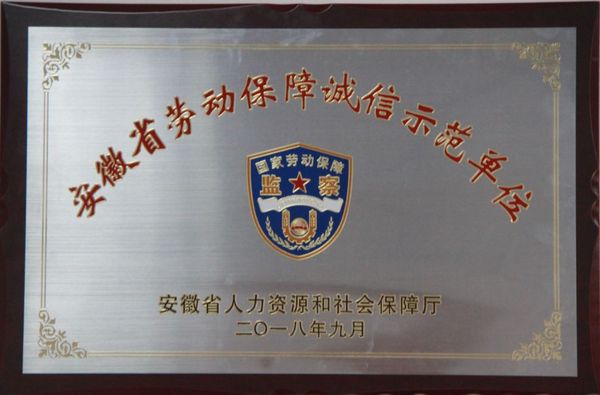 安徽省劳动保障诚信示范单位
国家劳动保障
监察
安徽省人力资源和社会保障厅
二〇一八年九月